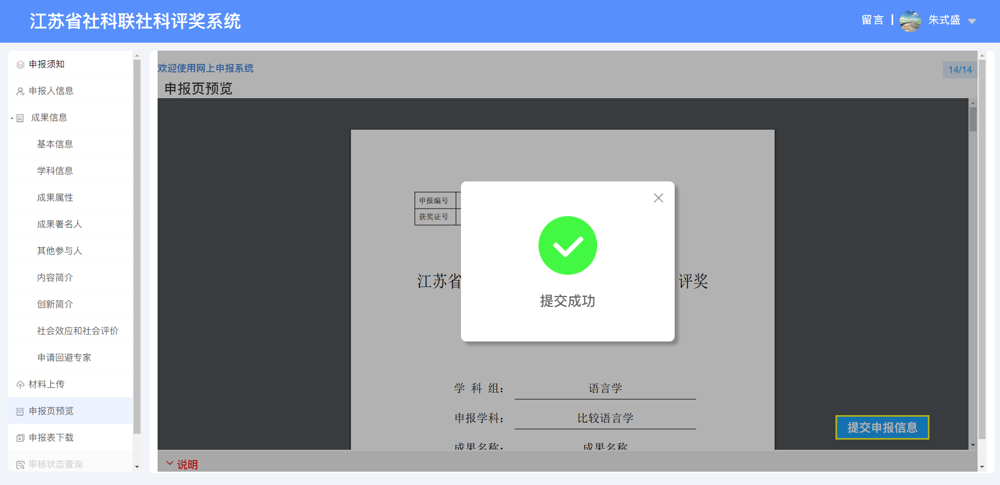 江苏省社科联社科评奖系统
留言
朱式盛
申报须知
申报人信息
成果信息
基本信息
学科信息
成果属性
成果署名人
其他参与人
内容简介
创新简介
社会效应和社会评价
申请回避专家
材料上传
申报页预览
申报表下载
审核状态查询
欢迎使用网上申报系统
14/14
申报页预览
申报编号
获奖证号
江苏省
评奖
提交成功
学 科 组： 语言学
申报学科： 比较语言学
成果名称： 成果名称
提交申报信息
说明